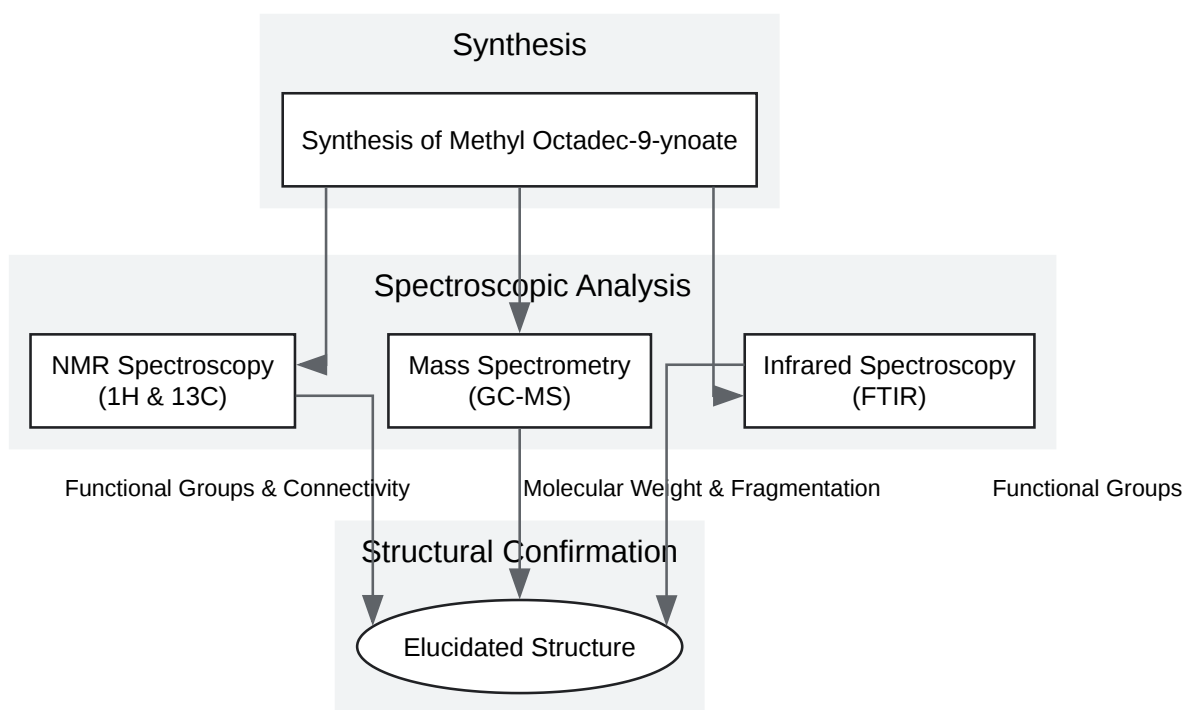 Synthesis
Synthesis of Methyl Octadec-9-ynoate
Spectroscopic Analysis
NMR Spectroscopy
(1H & 13C)
Mass Spectrometry
(GC-MS)
Infrared Spectroscopy
(FTIR)
Functional Groups & Connectivity
Molecular Weight & Fragmentation
Functional Groups
Structural Confirmation
Elucidated Structure